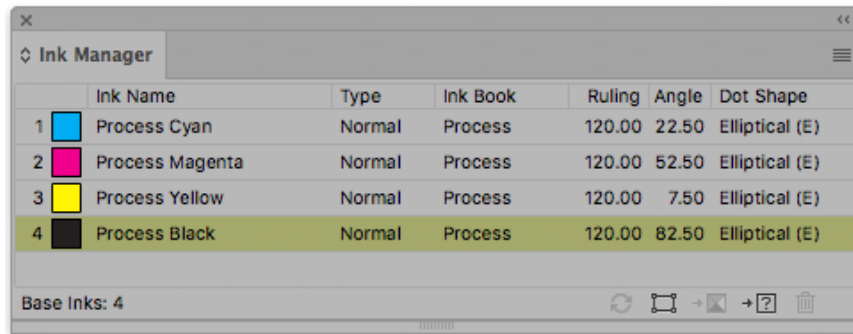 Ink Manager
Ink Name Type Ink Book Ruling Angle Dot Shape
1 Process Cyan Normal Process 120.00 22.50 Elliptical (E)
2 Process Magenta Normal Process 120.00 52.50 Elliptical (E)
3 Process Yellow Normal Process 120.00 7.50 Elliptical (E)
4 Process Black Normal Process 120.00 82.50 Elliptical (E)
Base Inks: 4